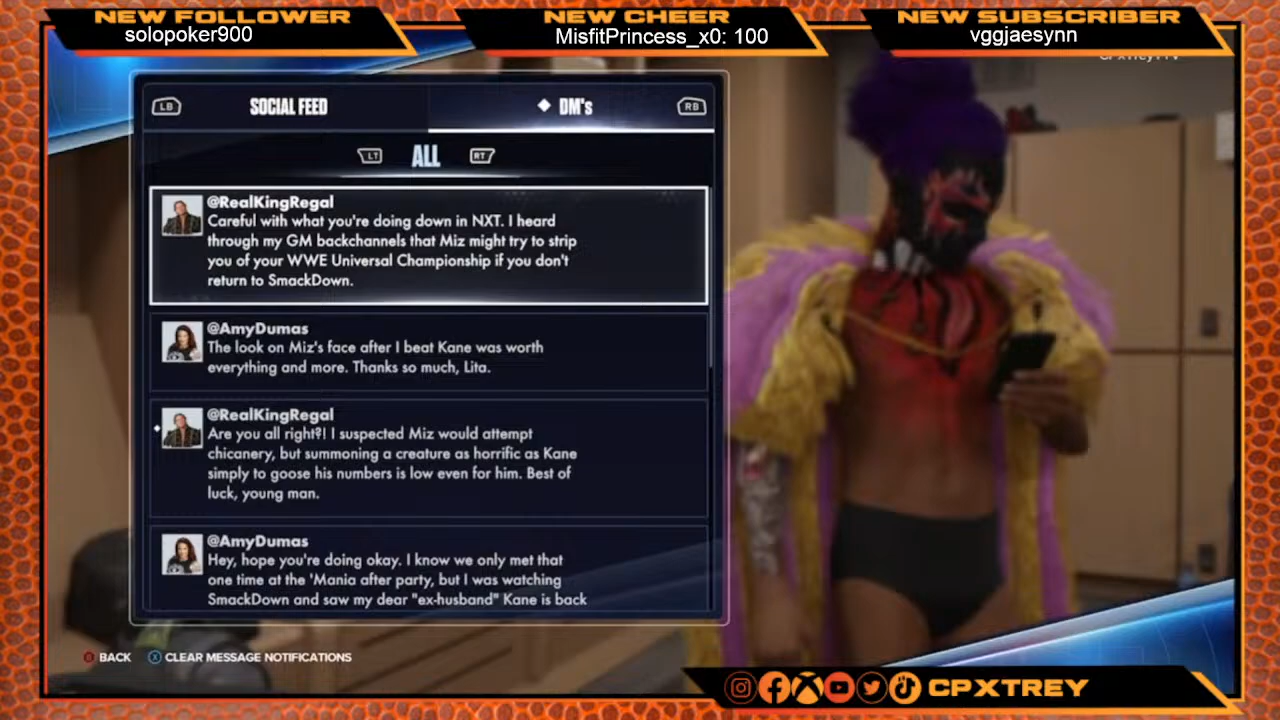 NEW FOLLOWER
solopoker900
NEW CHEER
MisfitPrincess_x0: 100
NEW SUBSCRIBER
vggjaesynn
LB
SOCIAL FEED
DM's
RB
LT
ALL
RT
@RealKingRegal
Careful with what you're doing down in NXT. I heard
through my GM backchannels that Miz might try to strip
you of your WWE Universal Championship if you don't
return to SmackDown.
@AmyDumas
The look on Miz's face after I beat Kane was worth
everything and more. Thanks so much, Lita.
@RealKingRegal
Are you all right?! I suspected Miz would attempt
chicanery, but summoning a creature as horrific as Kane
simply to goose his numbers is low even for him. Best of
luck, young man.
@AmyDumas
Hey, hope you're doing okay. I know we only met that
one time at the 'Mania after party, but I was watching
SmackDown and saw my dear "ex-husband" Kane is back
B BACK
X CLEAR MESSAGE NOTIFICATIONS
CPXTREY